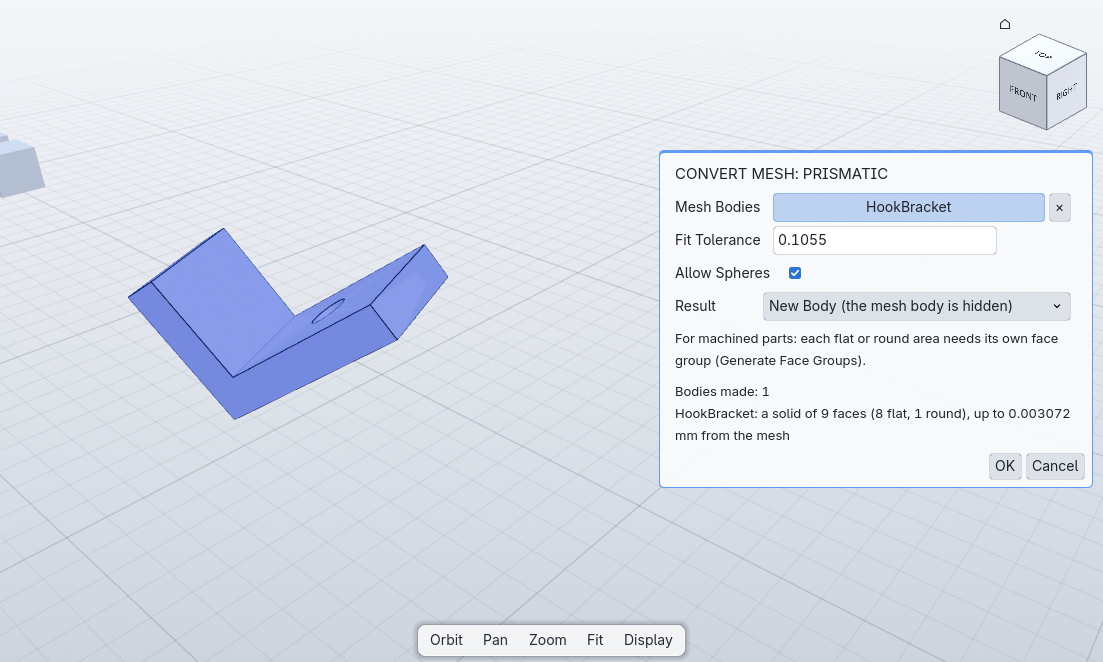 TOP
FRONT
RIGHT
CONVERT MESH: PRISMATIC
Mesh Bodies HookBracket ×
Fit Tolerance 0.1055
Allow Spheres
Result New Body (the mesh body is hidden)
For machined parts: each flat or round area needs its own face
group (Generate Face Groups).
Bodies made: 1
HookBracket: a solid of 9 faces (8 flat, 1 round), up to 0.003072
mm from the mesh
OK Cancel
Orbit Pan Zoom Fit Display